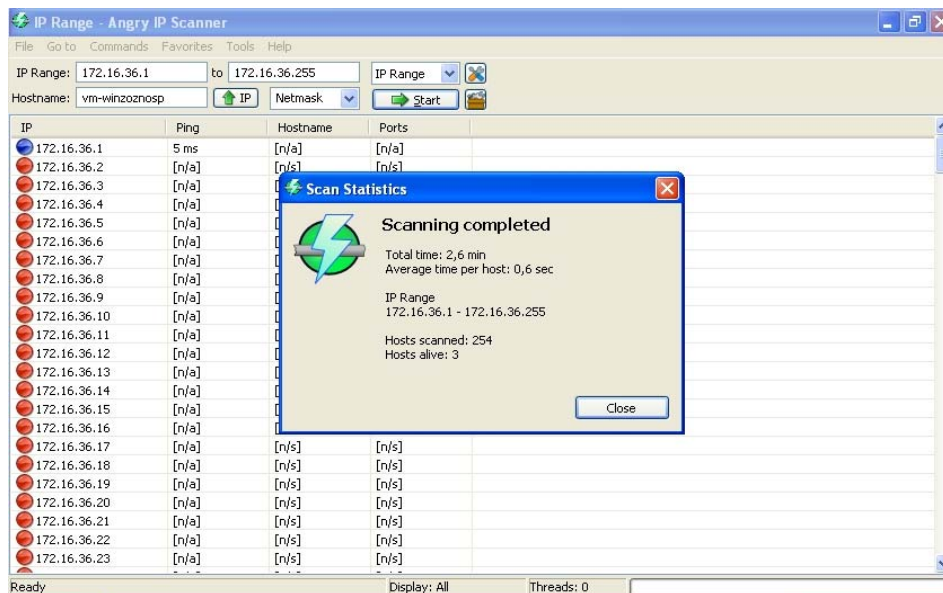 IP Range - Angry IP Scanner
File Go to Commands Favorites Tools Help
IP Range: 172.16.36.1 to 172.16.36.255 IP Range
Hostname: vm-winzoznosp IP Netmask Start
IP Ping Hostname Ports
172.16.36.1 5 ms [n/a] [n/a]
172.16.36.2 [n/a] [n/s] [n/s]
172.16.36.3 [n/a]
172.16.36.4 [n/a]
172.16.36.5 [n/a]
172.16.36.6 [n/a]
172.16.36.7 [n/a]
172.16.36.8 [n/a]
172.16.36.9 [n/a]
172.16.36.10 [n/a]
172.16.36.11 [n/a]
172.16.36.12 [n/a]
172.16.36.13 [n/a]
172.16.36.14 [n/a]
172.16.36.15 [n/a]
172.16.36.16 [n/a]
172.16.36.17 [n/a] [n/s] [n/s]
172.16.36.18 [n/a] [n/s] [n/s]
172.16.36.19 [n/a] [n/s] [n/s]
172.16.36.20 [n/a] [n/s] [n/s]
172.16.36.21 [n/a] [n/s] [n/s]
172.16.36.22 [n/a] [n/s] [n/s]
172.16.36.23 [n/a] [n/s] [n/s]
Scan Statistics
Scanning completed
Total time: 2,6 min
Average time per host: 0,6 sec
IP Range
172.16.36.1 - 172.16.36.255
Hosts scanned: 254
Hosts alive: 3
Close
Ready Display: All Threads: 0